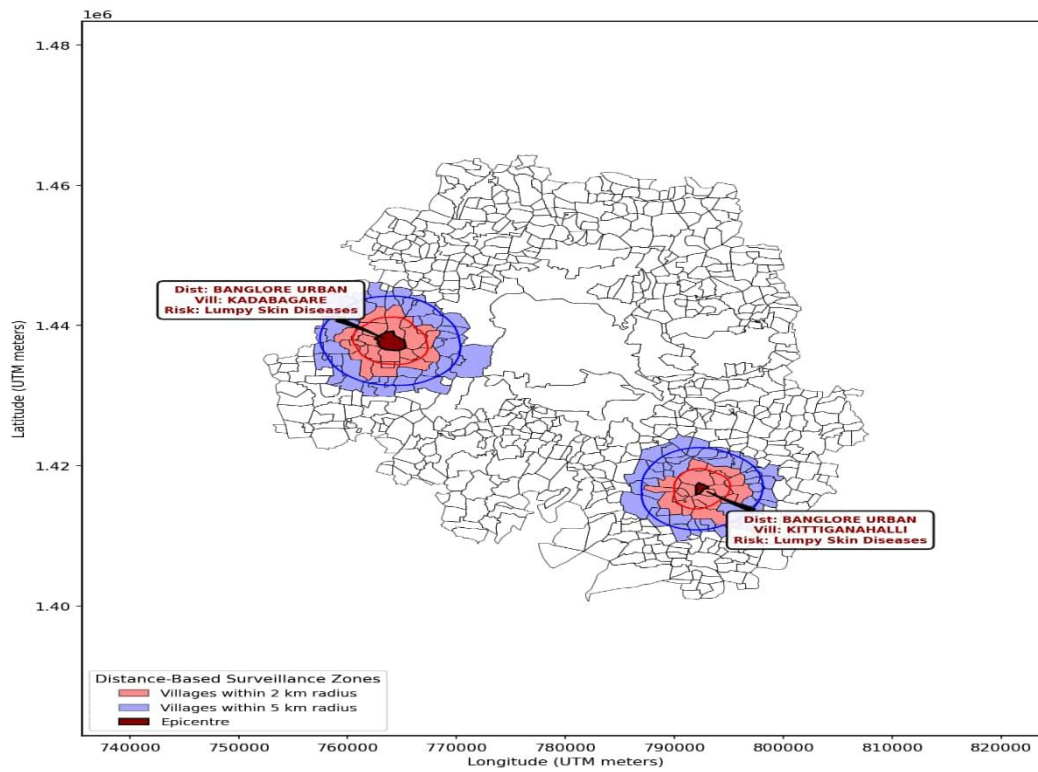 1e6
1.48
1.46
1.44
1.42
1.40
Latitude (UTM meters)
Dist: BANGLORE URBAN
Vill: KADABAGARE
Risk: Lumpy Skin Diseases
Dist: BANGLORE URBAN
Vill: KITTIGANAHALLI
Risk: Lumpy Skin Diseases
Distance-Based Surveillance Zones
Villages within 2 km radius
Villages within 5 km radius
Epicentre
740000 750000 760000 770000 780000 790000 800000 810000 820000
Longitude (UTM meters)